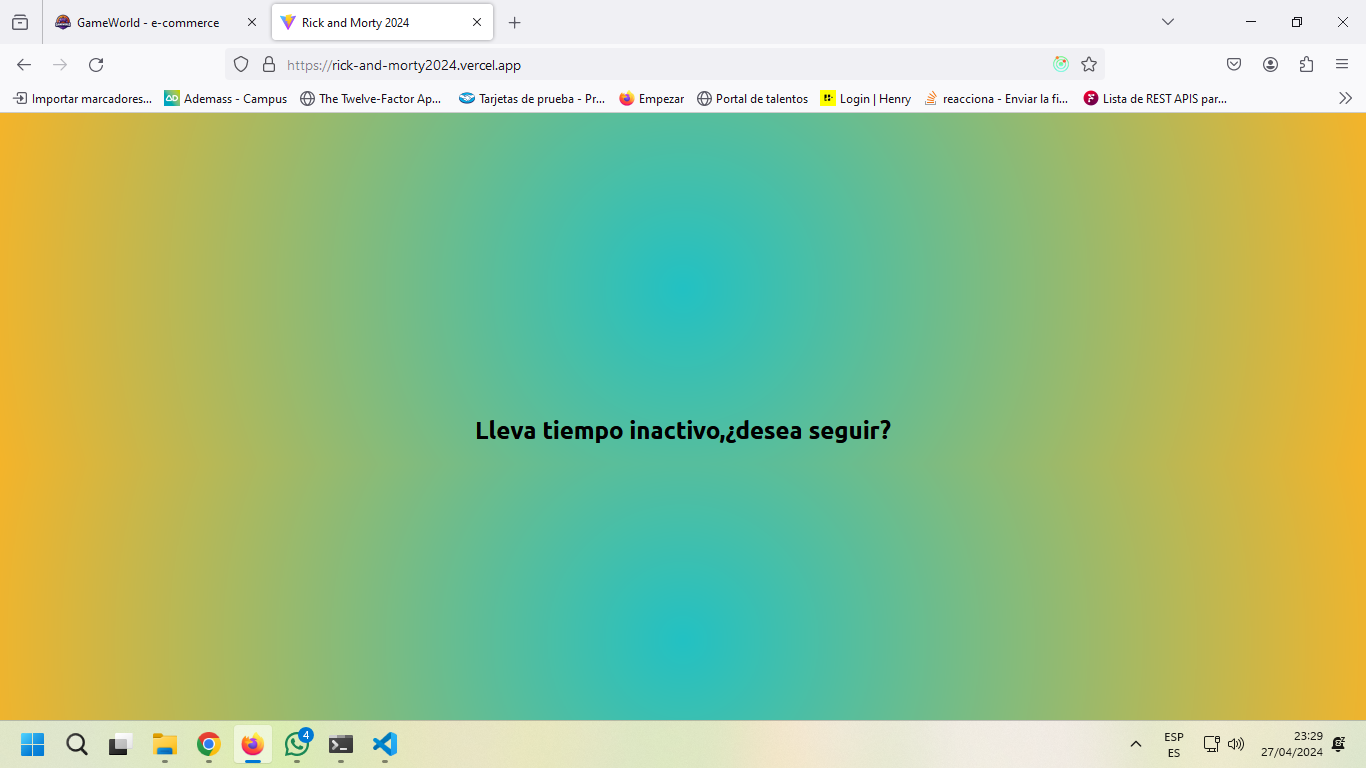 GameWorld - e-commerce
Rick and Morty 2024
https://rick-and-morty2024.vercel.app
Importar marcadores... Ademass - Campus The Twelve-Factor Ap... Tarjetas de prueba - Pr... Empezar Portal de talentos Login | Henry reacciona - Enviar la fi... Lista de REST APIS par...
Lleva tiempo inactivo,¿desea seguir?
4
ESP
ES
23:29
27/04/2024